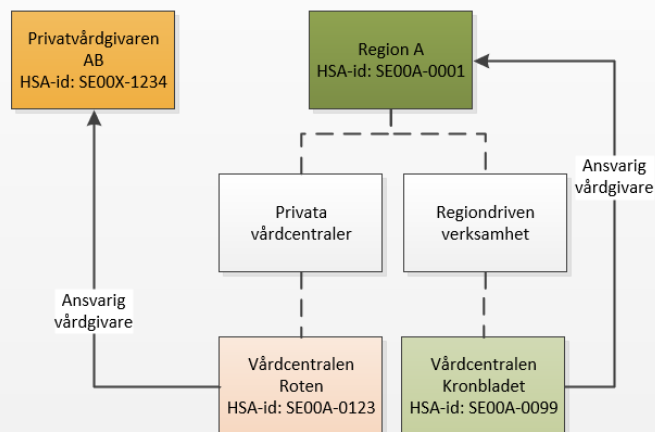 Privatvårdgivaren
AB
HSA-id: SE00X-1234
Region A
HSA-id: SE00A-0001
Ansvarig
vårdgivare
Privata
vårdcentraler
Regiondriven
verksamhet
Ansvarig
vårdgivare
Vårdcentralen
Roten
HSA-id: SE00A-0123
Vårdcentralen
Kronbladet
HSA-id: SE00A-0099